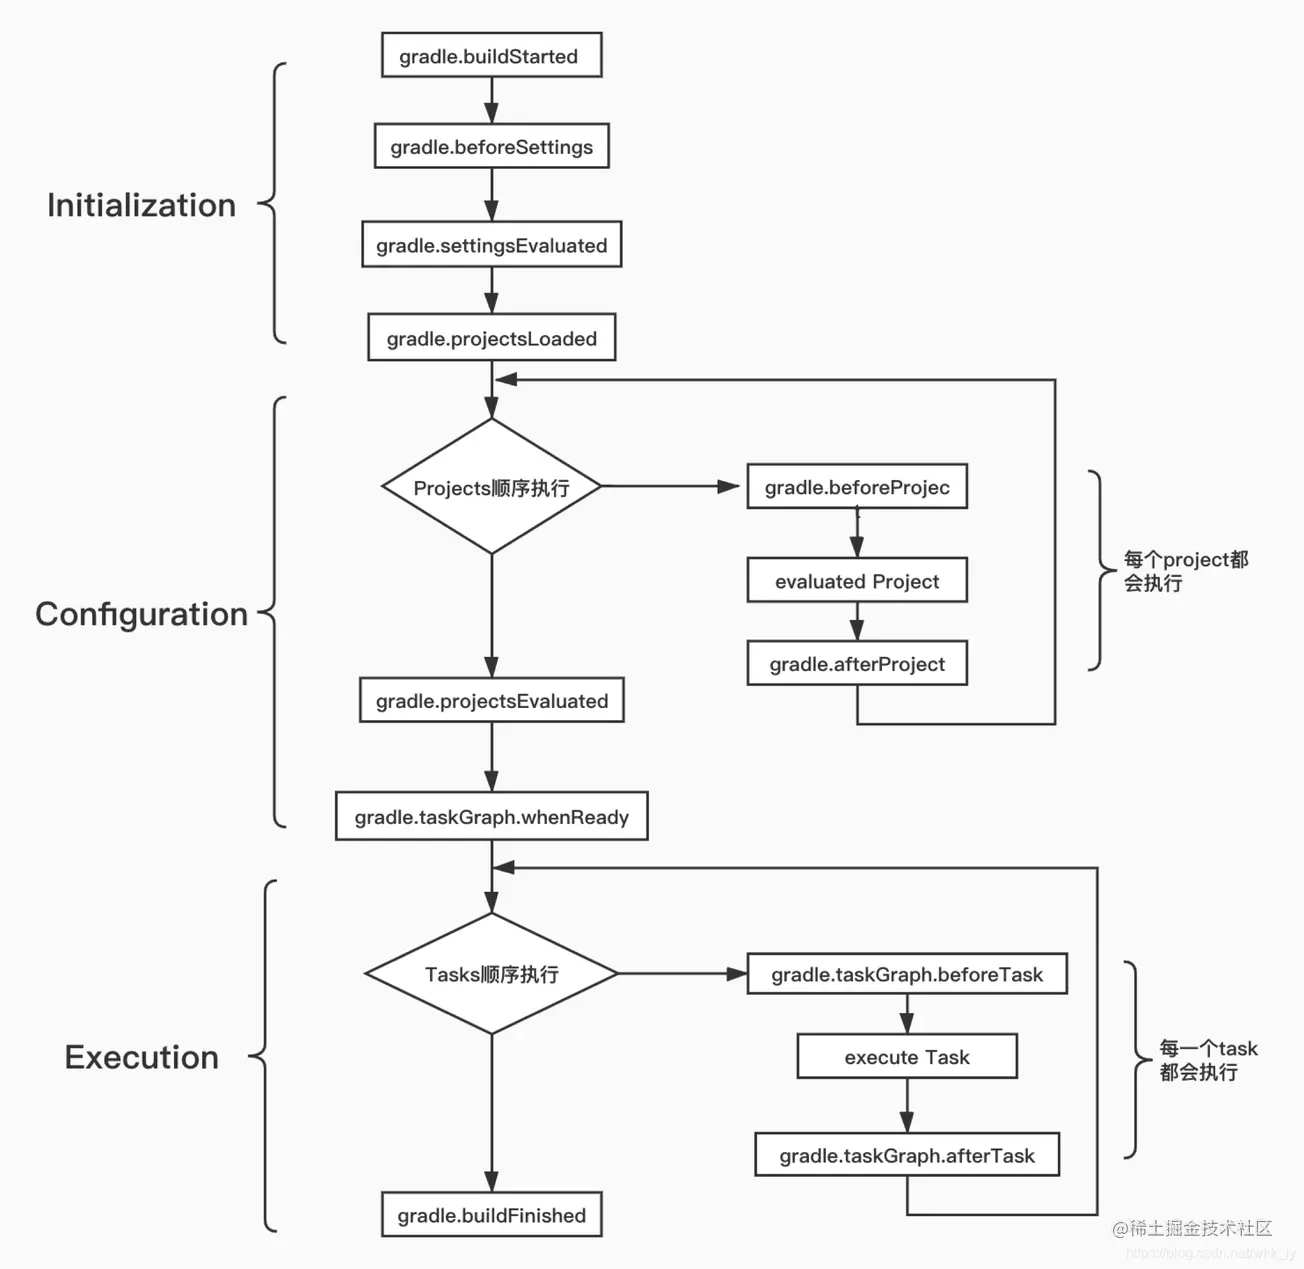 gradle.buildStarted
gradle.beforeSettings
Initialization
gradle.settingsEvaluated
gradle.projectsLoaded
Projects顺序执行
gradle.beforeProjec
evaluated Project
gradle.afterProject
每个project都
会执行
Configuration
gradle.projectsEvaluated
gradle.taskGraph.whenReady
Tasks顺序执行
gradle.taskGraph.beforeTask
execute Task
gradle.taskGraph.afterTask
每一个task
都会执行
Execution
gradle.buildFinished
@稀土掘金技术社区
https://blog.csdn.net/wkk_ly